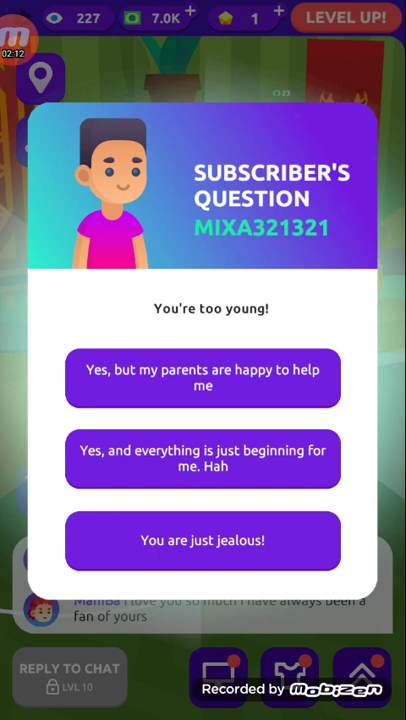 227
7.0K+
1
+
LEVEL UP!
02:12
23
SUBSCRIBER'S
QUESTION
MIXA321321
You're too young!
Yes, but my parents are happy to help
me
Yes, and everything is just beginning for
me. Hah
You are just jealous!
MamBa I love you so much I have always been a
fan of yours
REPLY TO CHAT
LVL 10
Recorded by Mobizen